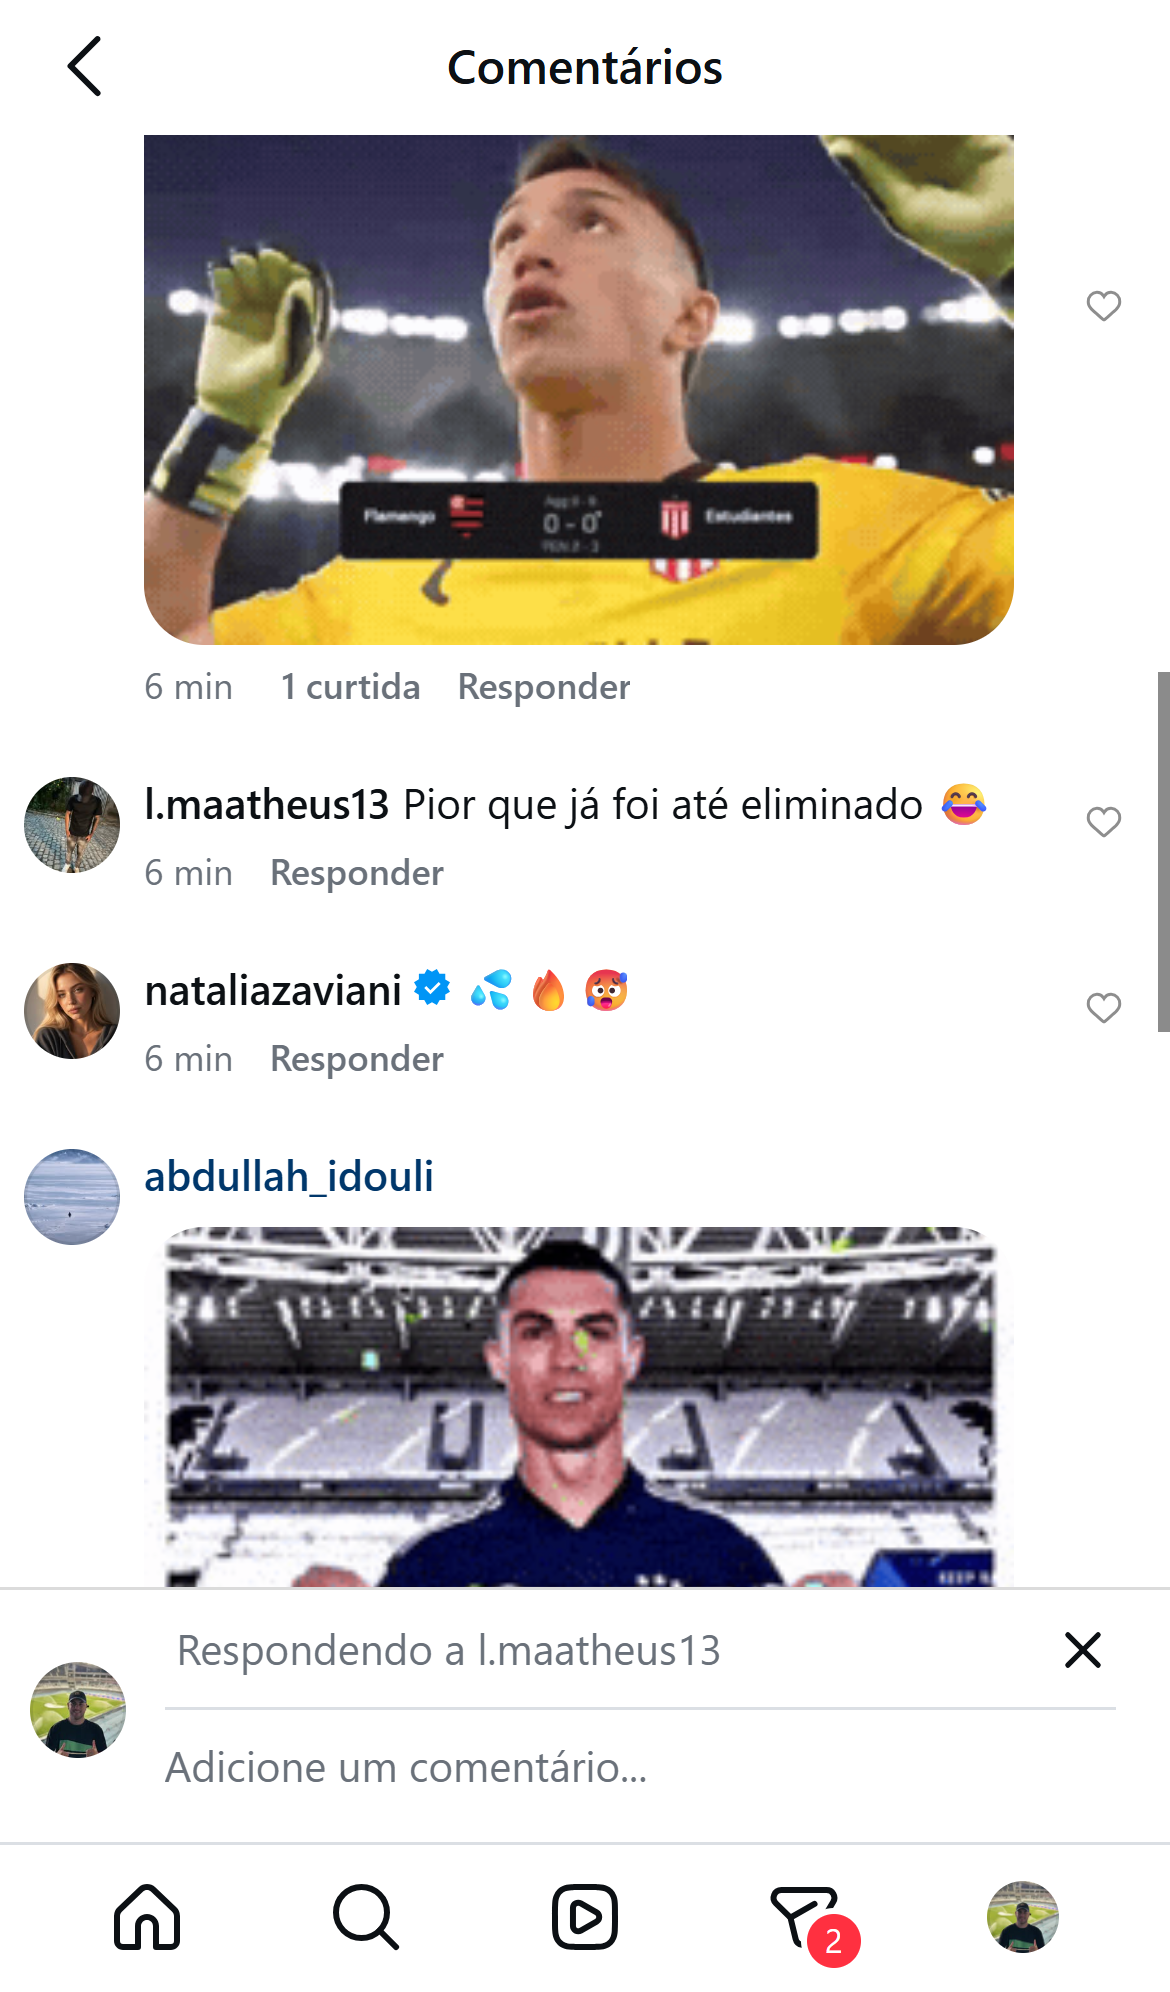 Comentários
Flamengo
0 - 0
Estudiantes
6 min 1 curtida Responder
l.maatheus13 Pior que já foi até eliminado 😂
6 min Responder
nataliazaviani 💦 🔥 🥵
6 min Responder
abdullah_idouli
Respondendo a l.maatheus13
Adicione um comentário...
2